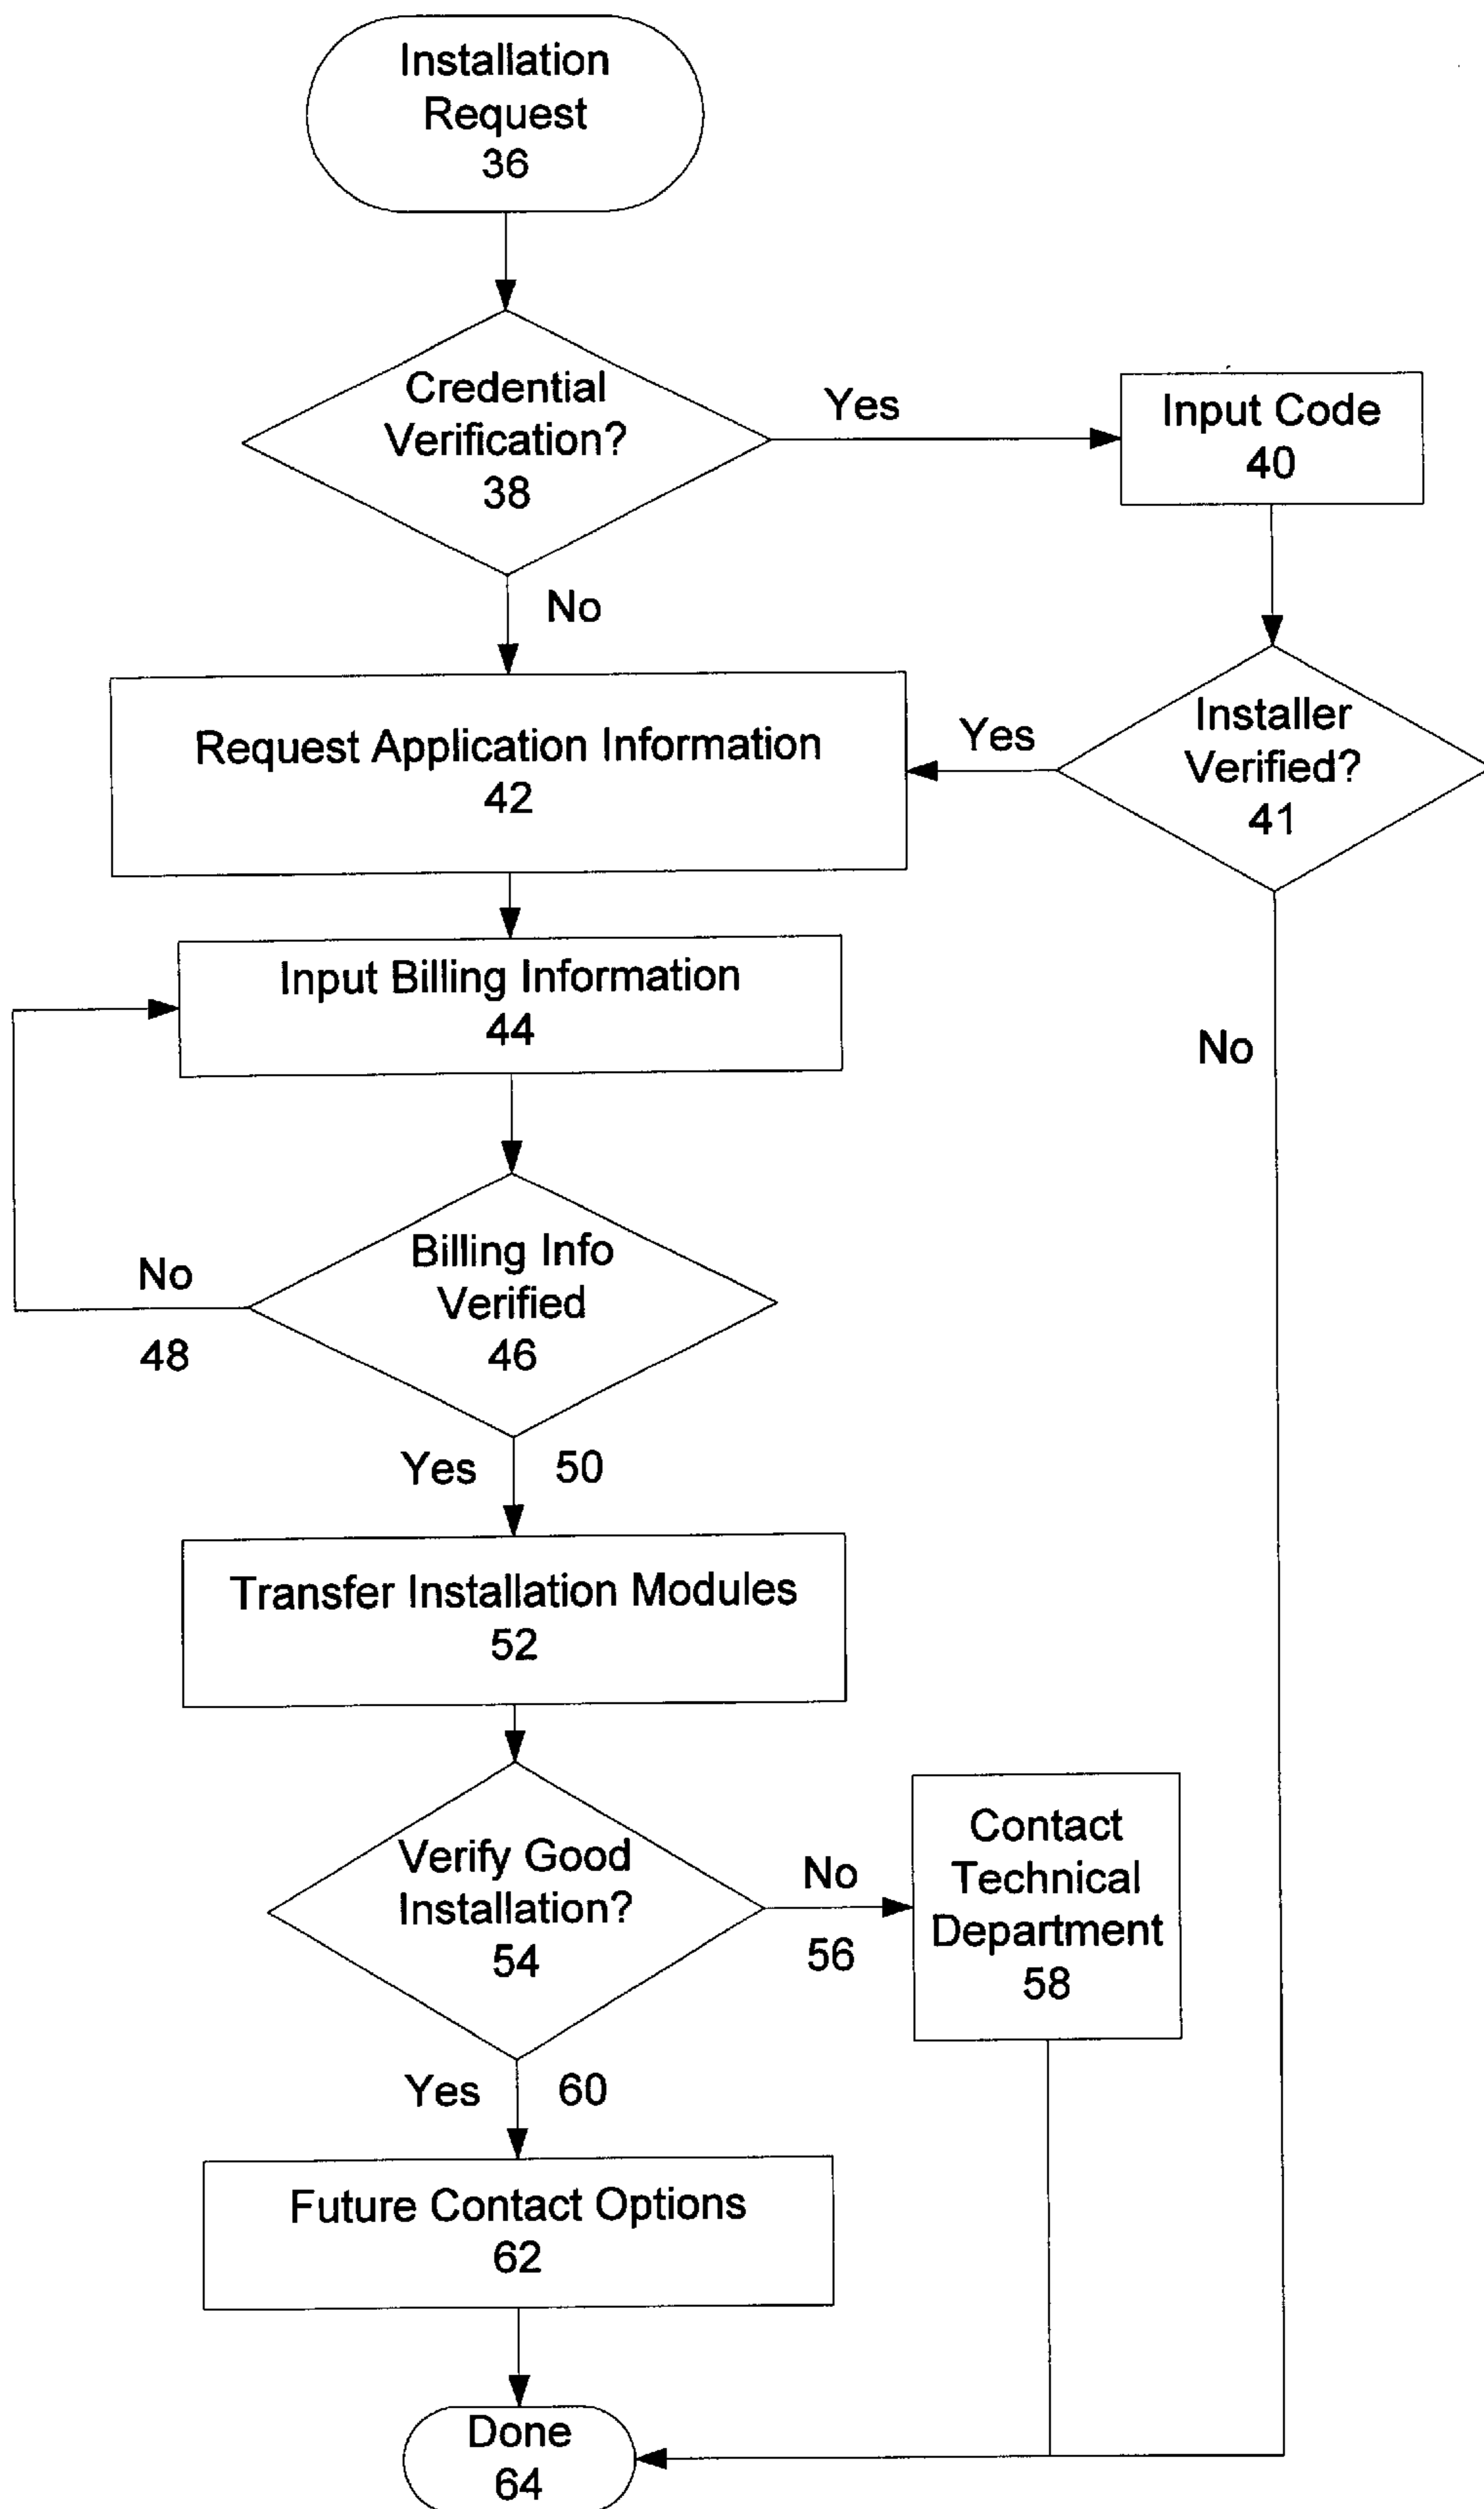 Installation
Request
36
Credential
Verification?
38
Yes
Input Code
40
No
Request Application Information
42
Yes
Installer
Verified?
41
Input Billing Information
44
No
Billing Info
Verified
46
No
48
Yes
50
Transfer Installation Modules
52
Verify Good
Installation?
54
No
56
Contact
Technical
Department
58
Yes
60
Future Contact Options
62
Done
64